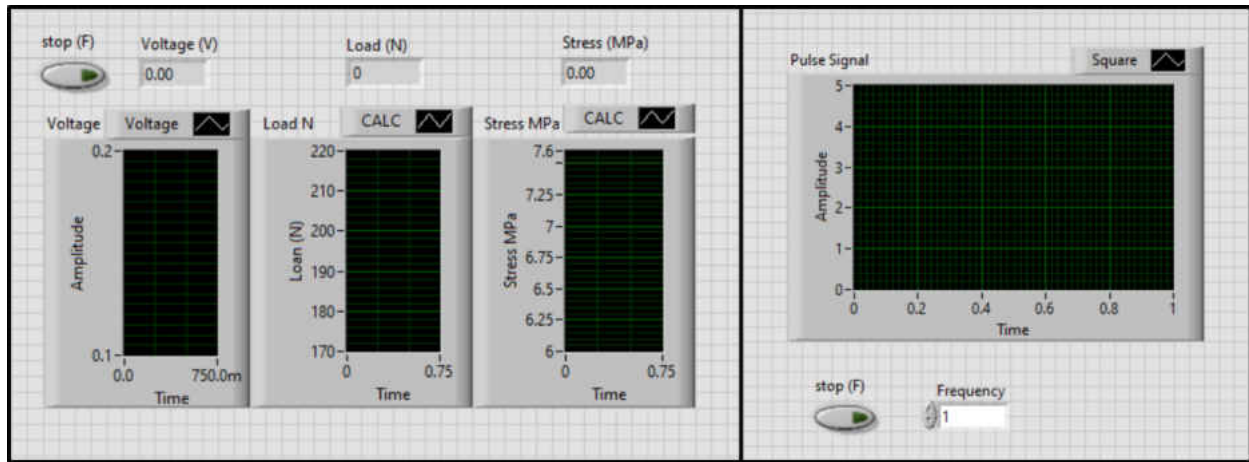 stop (F) Voltage (V) Load (N) Stress (MPa)
0.00 0 0.00
Voltage Voltage Load N CALC Stress MPa CALC
0.2 220 7.6
210 7.25
200 7
190 6.75
180 6.5
6.25
0.1 170 6
Amplitude Loan (N) Stress MPa
0.0 750.0m 0 0.75 0 0.75
Time Time Time
Pulse Signal Square
5
4
3
2
1
0
Amplitude
0 0.2 0.4 0.6 0.8 1
Time
stop (F) Frequency
1